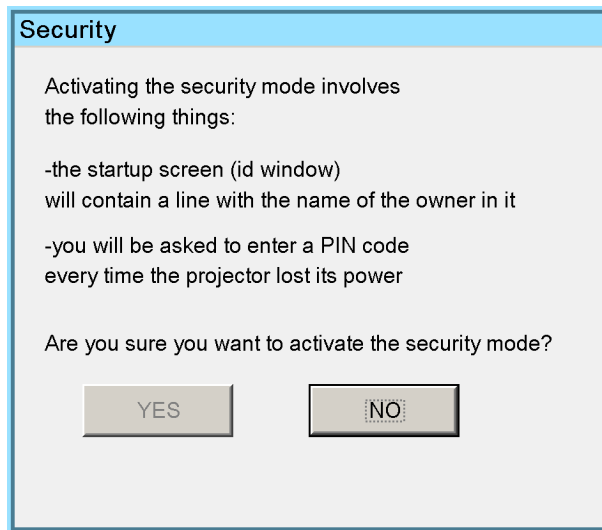 Security
Activating the security mode involves
the following things:
-the startup screen (id window)
will contain a line with the name of the owner in it
-you will be asked to enter a PIN code
every time the projector lost its power
Are you sure you want to activate the security mode?
YES NO